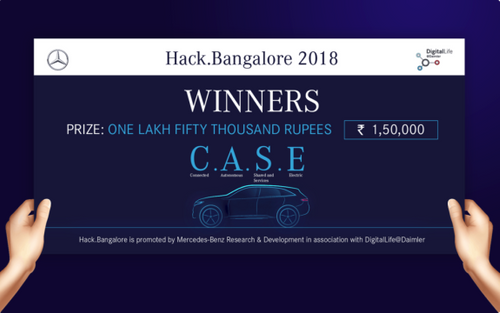 Hack.Bangalore 2018
DigitalLife
@Daimler
WINNERS
PRIZE: ONE LAKH FIFTY THOUSAND RUPEES ₹ 1,50,000
C.A.S.E
Connected Autonomous Shared and Services Electric
Hack.Bangalore is promoted by Mercedes-Benz Research & Development in association with DigitalLife@Daimler